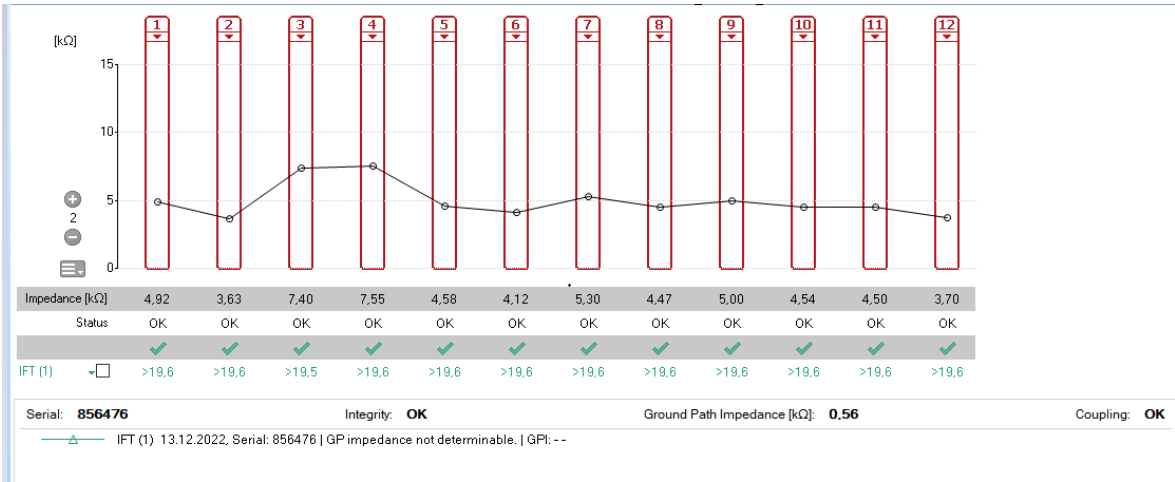 1 2 3 4 5 6 7 8 9 10 11 12
[kΩ]
15
10
5
2
0
Impedance [kΩ] 4,92 3,63 7,40 7,55 4,58 4,12 5,30 4,47 5,00 4,54 4,50 3,70
Status OK OK OK OK OK OK OK OK OK OK OK OK
IFT (1) >19,6 >19,6 >19,5 >19,6 >19,6 >19,6 >19,6 >19,6 >19,6 >19,6 >19,6 >19,6
Serial: 856476 Integrity: OK Ground Path Impedance [kΩ]: 0,56 Coupling: OK
IFT (1) 13.12.2022, Serial: 856476 | GP impedance not determinable. | GPI: --